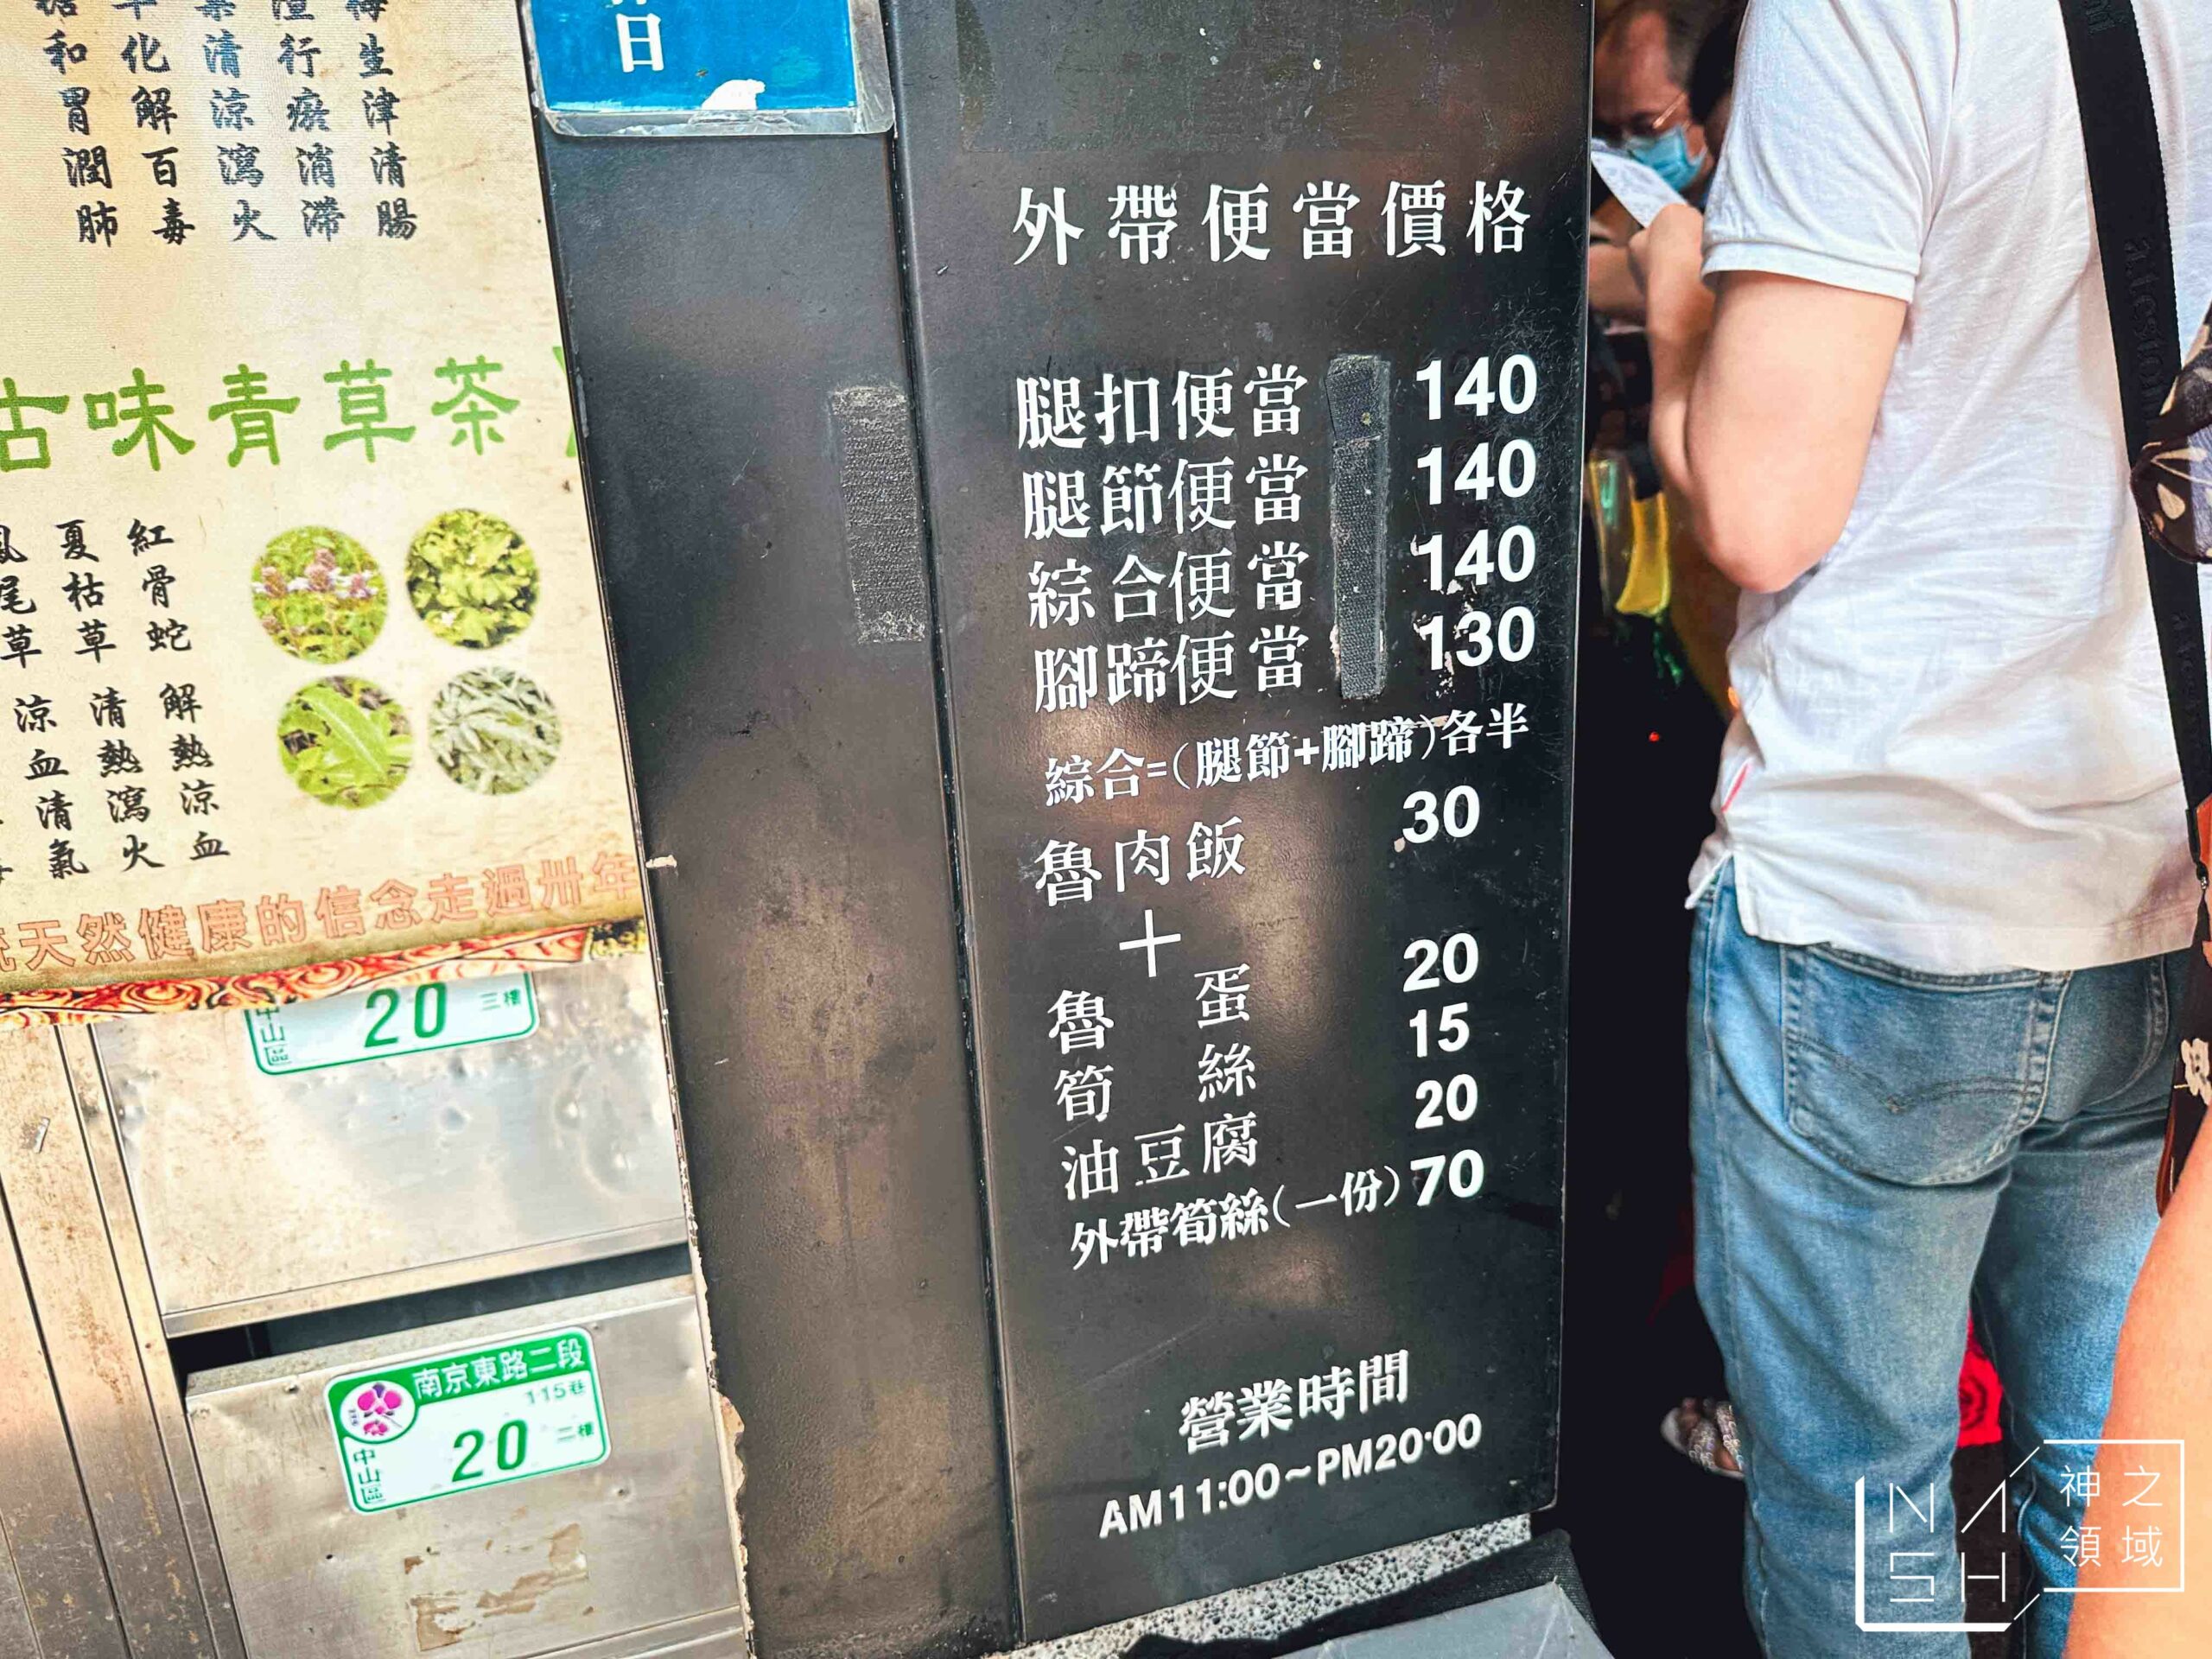 和胃潤肺
化解百毒
清涼瀉火
行瘀消滯
生津清腸
古味青草茶
夏枯草
紅骨蛇
尾草
涼血清
清熱瀉火
解熱涼血
天然健康的信念走過卅年
中山區
20 三樓
南京東路二段
115巷
中山區
20 二樓
日
外帶便當價格
腿扣便當 140
腿節便當 140
綜合便當 140
腳蹄便當 130
綜合=(腿節+腳蹄)各半
魯肉飯 30
+
魯蛋 20
筍絲 15
油豆腐 20
外帶筍絲(一份) 70
營業時間
AM11:00~PM20:00
NASH
神之領域